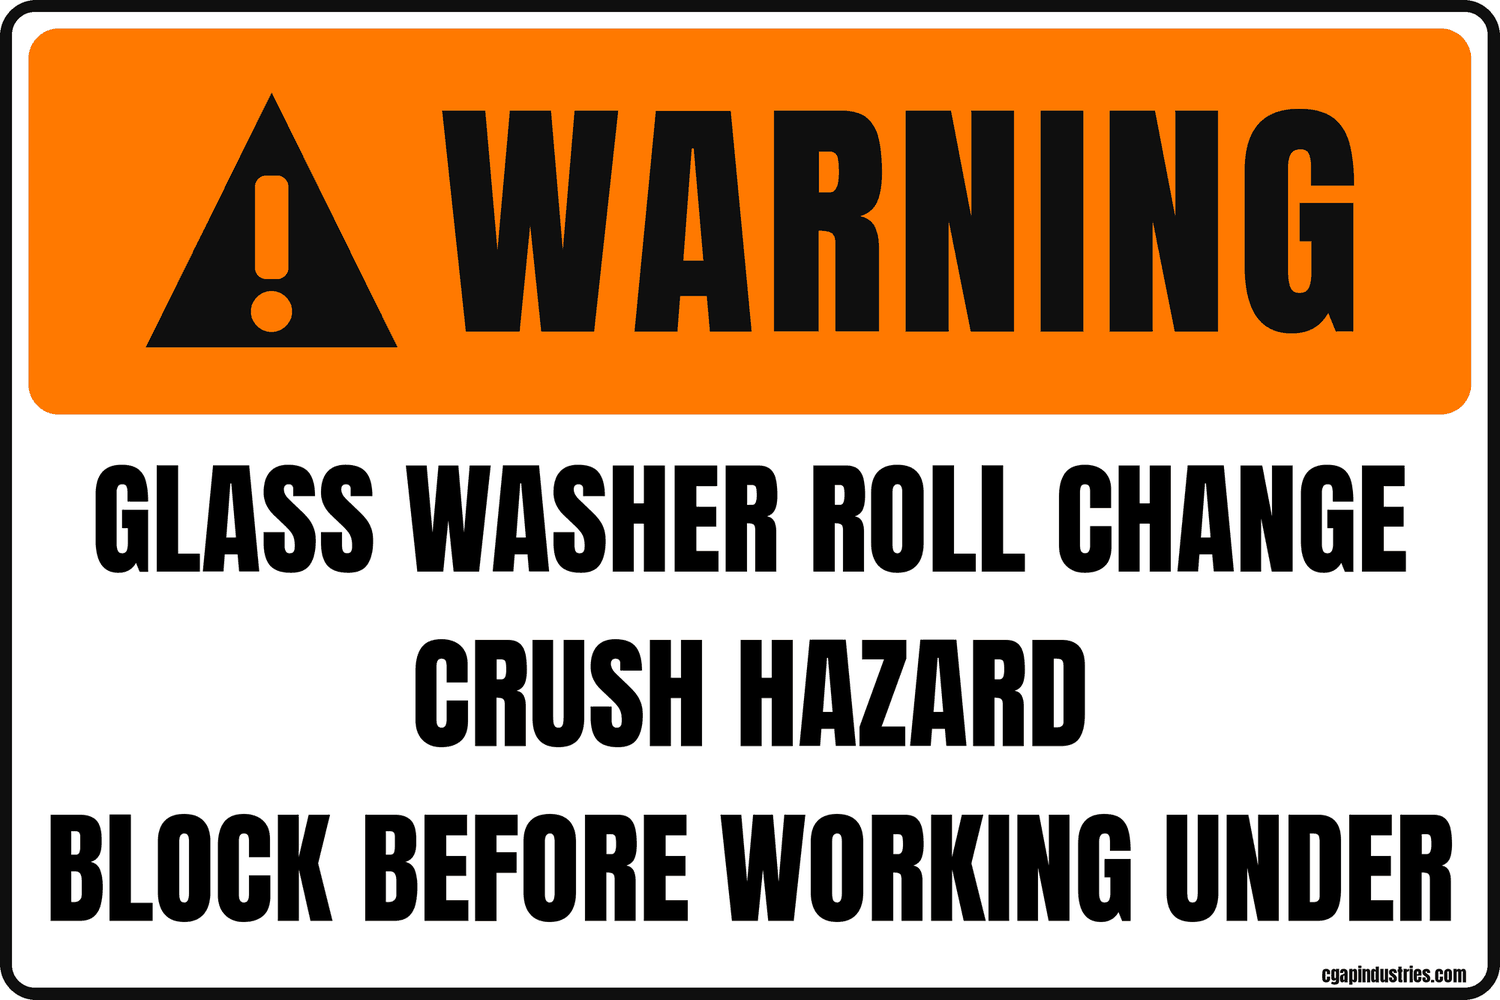 WARNING
GLASS WASHER ROLL CHANGE
CRUSH HAZARD
BLOCK BEFORE WORKING UNDER
cgapindustries.com